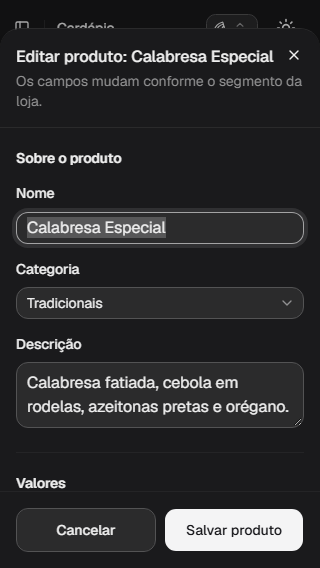 Cardápio
Editar produto: Calabresa Especial
Os campos mudam conforme o segmento da
loja.
Sobre o produto
Nome
Calabresa Especial
Categoria
Tradicionais
Descrição
Calabresa fatiada, cebola em
rodelas, azeitonas pretas e orégano.
Valores
Cancelar
Salvar produto